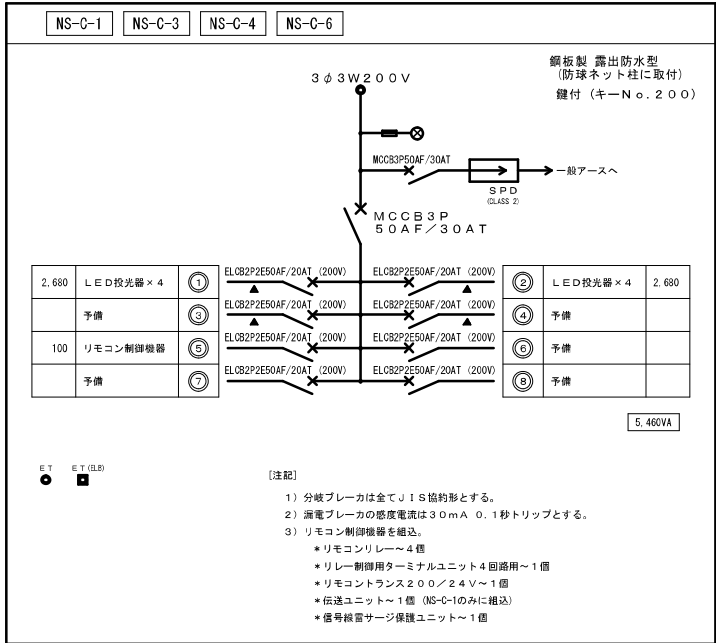 NS-C-1 NS-C-3 NS-C-4 NS-C-6
鋼板製 露出防水型
(防球ネット柱に取付)
鍵付 (キーNo.200)
3φ3W200V
MCCB3P50AF/30AT
一般アースへ
SPD
(CLASS 2)
MCCB3P
50AF/30AT
ELCB2P2E50AF/20AT (200V) ELCB2P2E50AF/20AT (200V)
2,680 LED投光器×4 1 2 LED投光器×4 2,680
ELCB2P2E50AF/20AT (200V) ELCB2P2E50AF/20AT (200V)
予備 3 4 予備
ELCB2P2E50AF/20AT (200V) ELCB2P2E50AF/20AT (200V)
100 リモコン制御機器 5 6 予備
ELCB2P2E50AF/20AT (200V) ELCB2P2E50AF/20AT (200V)
予備 7 8 予備
5,460VA
ET ET(ELB)
[注記]
1) 分岐ブレーカは全てJIS協約形とする。
2) 漏電ブレーカの感度電流は30mA 0.1秒トリップとする。
3) リモコン制御機器を組込。
*リモコンリレー~4個
*リレー制御用ターミナルユニット4回路用~1個
*リモコントランス200/24V~1個
*伝送ユニット~1個 (NS-C-1のみに組込)
*信号線雷サージ保護ユニット~1個